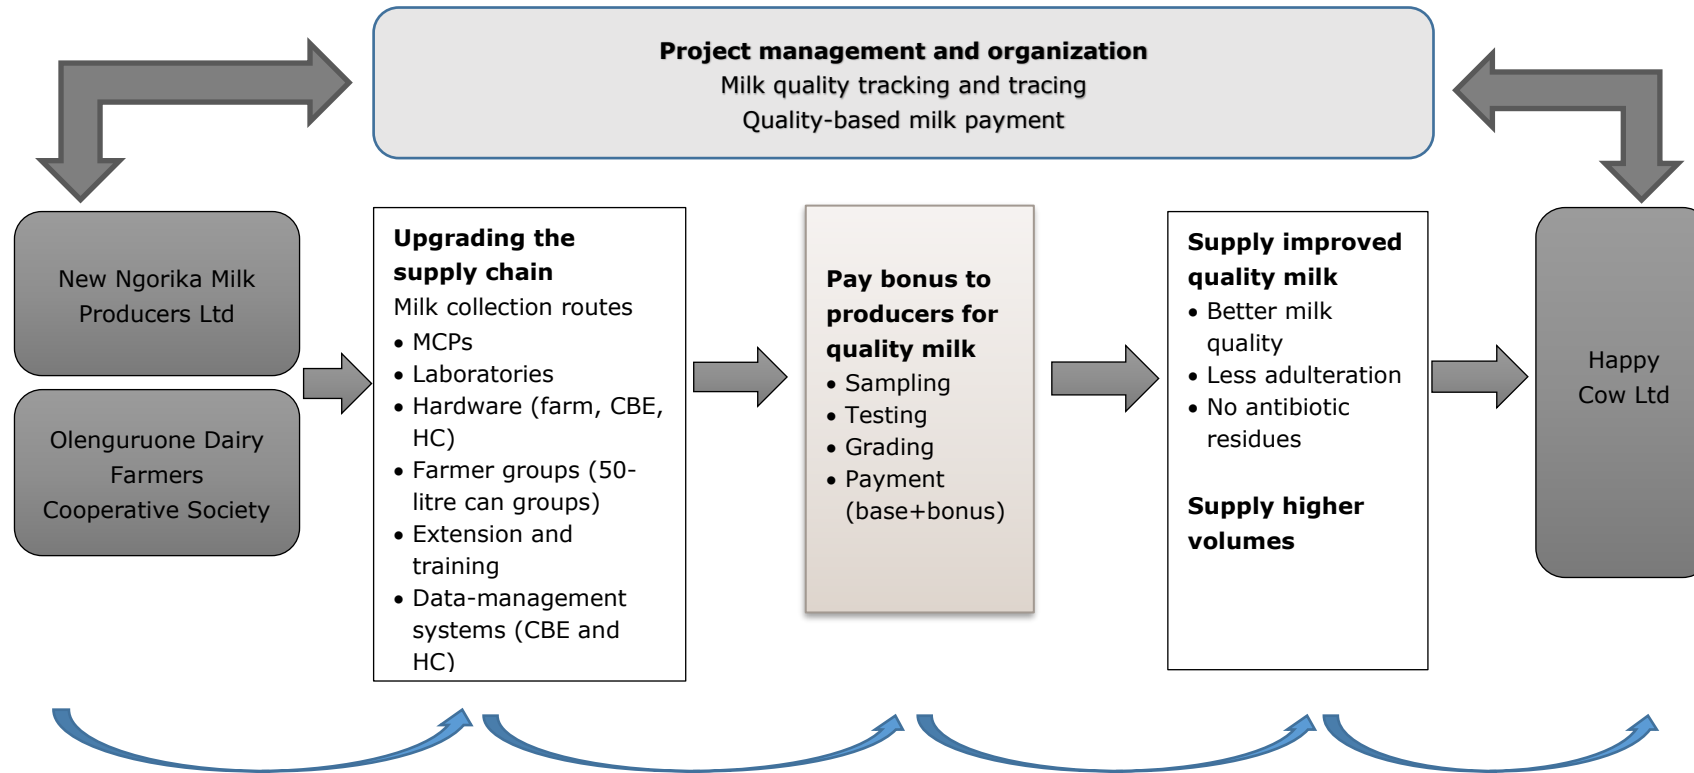 Project management and organization
Milk quality tracking and tracing
Quality-based milk payment
New Ngorika Milk
Producers Ltd
Olenguruone Dairy
Farmers
Cooperative Society
Upgrading the
supply chain
Milk collection routes
• MCPs
• Laboratories
• Hardware (farm, CBE,
HC)
• Farmer groups (50-
litre can groups)
• Extension and
training
• Data-management
systems (CBE and
HC)
Pay bonus to
producers for
quality milk
• Sampling
• Testing
• Grading
• Payment
(base+bonus)
Supply improved
quality milk
• Better milk
quality
• Less adulteration
• No antibiotic
residues
Supply higher
volumes
Happy
Cow Ltd